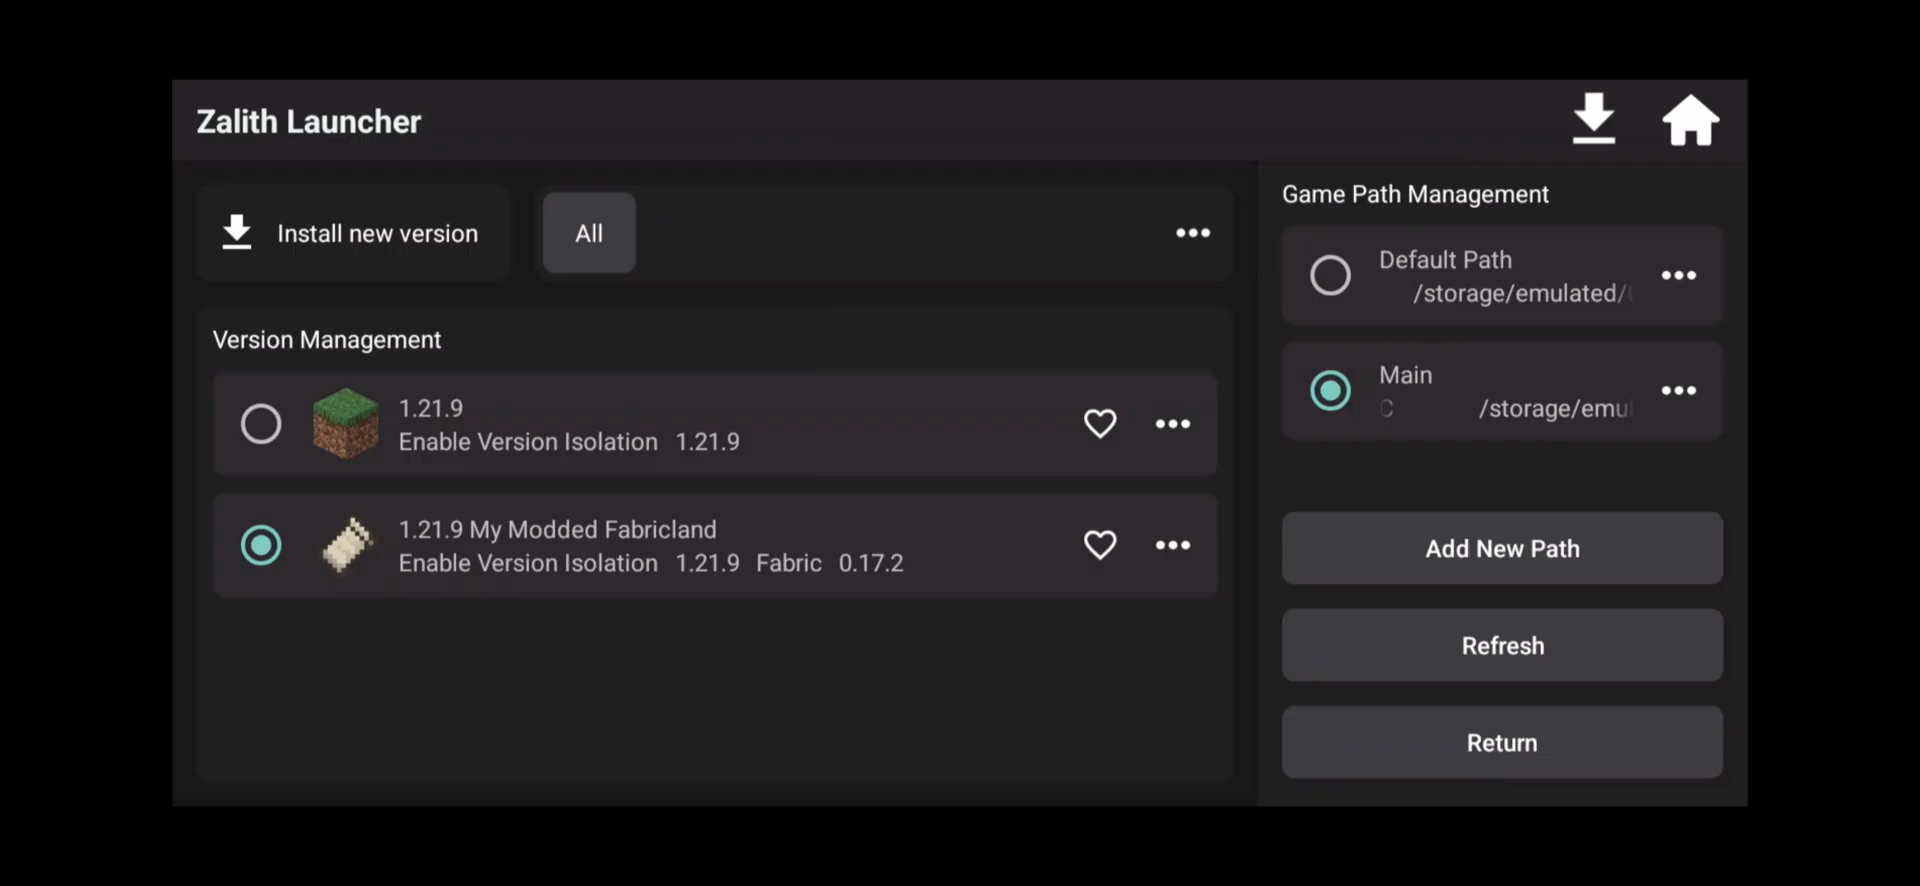 Zalith Launcher
Install new version
All
Version Management
1.21.9
Enable Version Isolation 1.21.9
1.21.9 My Modded Fabricland
Enable Version Isolation 1.21.9 Fabric 0.17.2
Game Path Management
Default Path
/storage/emulated/
Main
/storage/emul
Add New Path
Refresh
Return